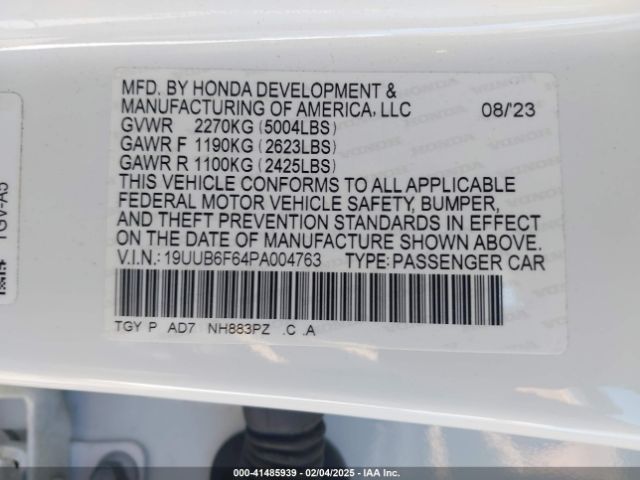 MFD. BY HONDA DEVELOPMENT &
MANUFACTURING OF AMERICA, LLC 08/'23
GVWR 2270KG (5004LBS)
GAWR F 1190KG (2623LBS)
GAWR R 1100KG (2425LBS)
THIS VEHICLE CONFORMS TO ALL APPLICABLE
FEDERAL MOTOR VEHICLE SAFETY, BUMPER,
AND THEFT PREVENTION STANDARDS IN EFFECT
ON THE DATE OF MANUFACTURE SHOWN ABOVE.
V.I.N.: 19UUB6F64PA004763 TYPE: PASSENGER CAR
TGY P AD7 NH883PZ .C .A
TGV-A5
000-41485939 - 02/04/2025 - IAA Inc.